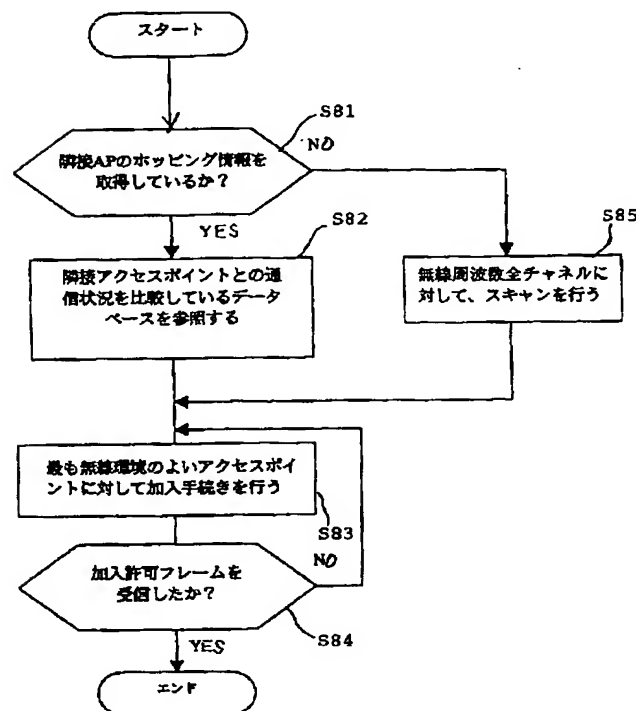 スタート
S81
隣接APのホッピング情報を
取得しているか？
NO
YES
S82
隣接アクセスポイントとの通
信状況を比較しているデータ
ベースを参照する
S85
無線周波数全チャネルに
対して、スキャンを行う
最も無線環境のよいアクセスポイ
ントに対して加入手続きを行う
S83
加入許可フレームを
受信したか？
NO
S84
YES
エンド